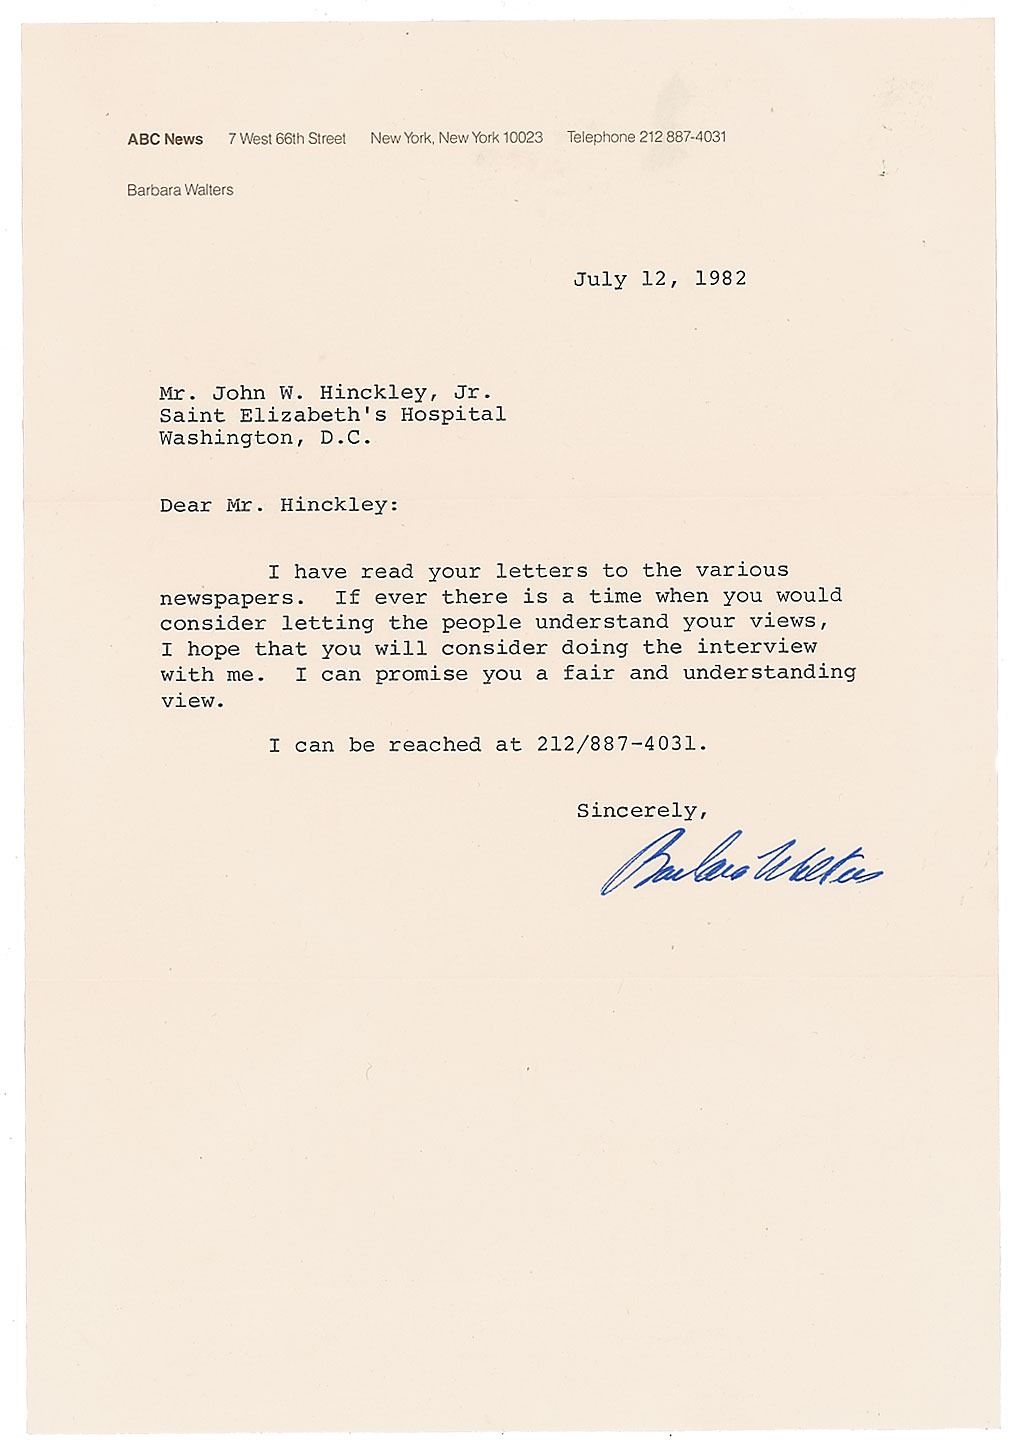 ABC News 7 West 66th Street New York, New York 10023 Telephone 212 887-4031
Barbara Walters
July 12, 1982
Mr. John W. Hinckley, Jr.
Saint Elizabeth's Hospital
Washington, D.C.
Dear Mr. Hinckley:
I have read your letters to the various
newspapers. If ever there is a time when you would
consider letting the people understand your views,
I hope that you will consider doing the interview
with me. I can promise you a fair and understanding
view.
I can be reached at 212/887-4031.
Sincerely,
Barbara Walters